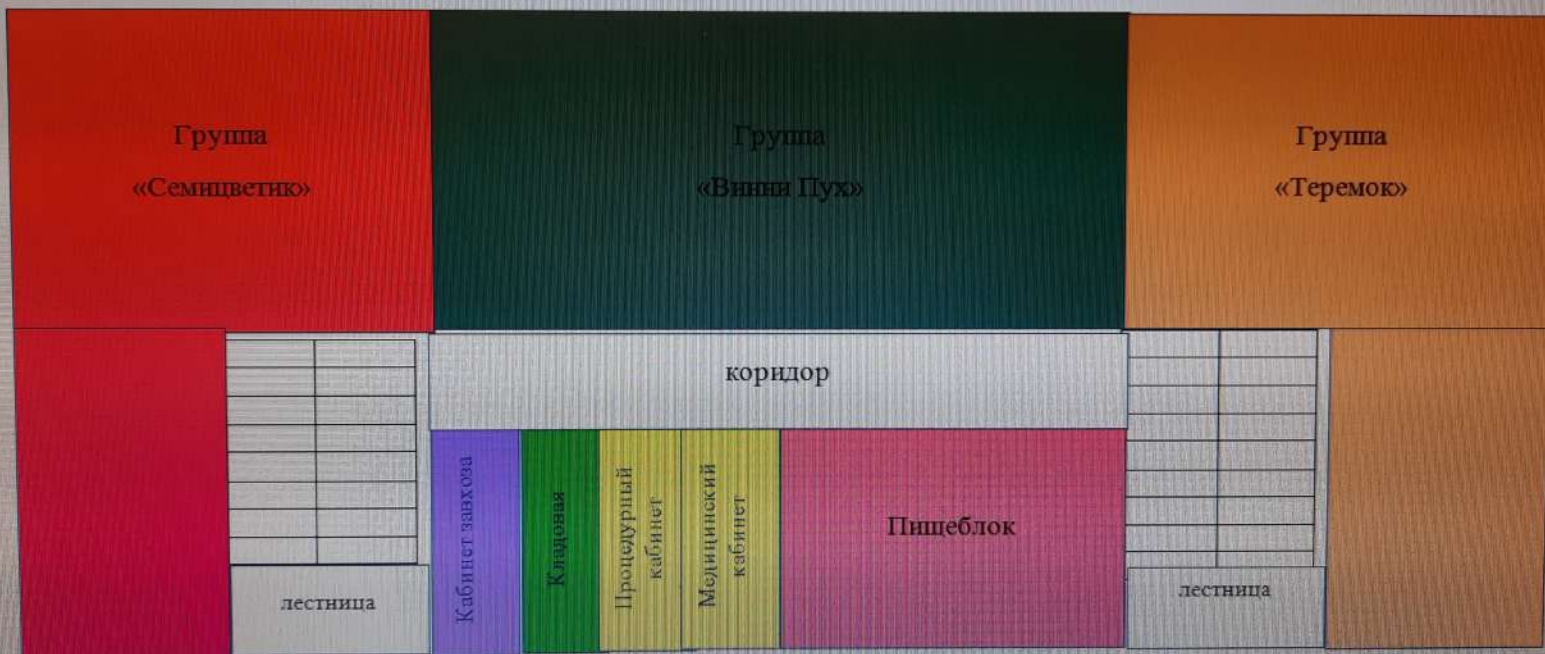 Группа
«Семицветик»
Группа
«Винни Пух»
Группа
«Теремок»
коридор
лестница
Кабинет завхоза
Кладовая
Процедурный
кабинет
Медицинский
кабинет
Пищеблок
лестница